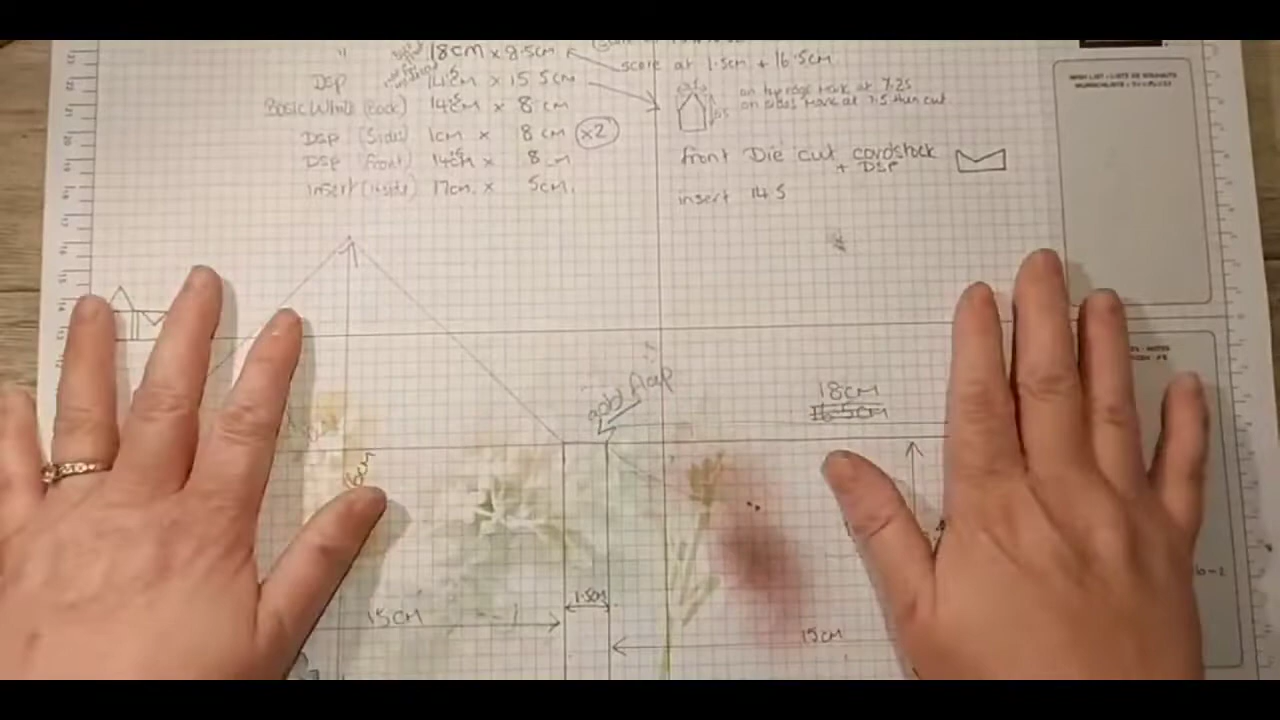 " 18cm x 8.5cm
score at 1.5cm + 16.5cm
DSP 14.5cm x 15.5cm
on top edge mark at 7.25
on sides mark at 7.5 then cut
Basic White (Back) 14.5cm x 8cm
DSP (Sides) 1cm x 8cm x2
front Die cut cardstock
+ DSP
DSP (front) 14.5cm x 8cm
Insert (inside) 17cm x 5cm.
insert 14.5
add flap
18cm
16.5cm
15cm
1.5cm
15cm